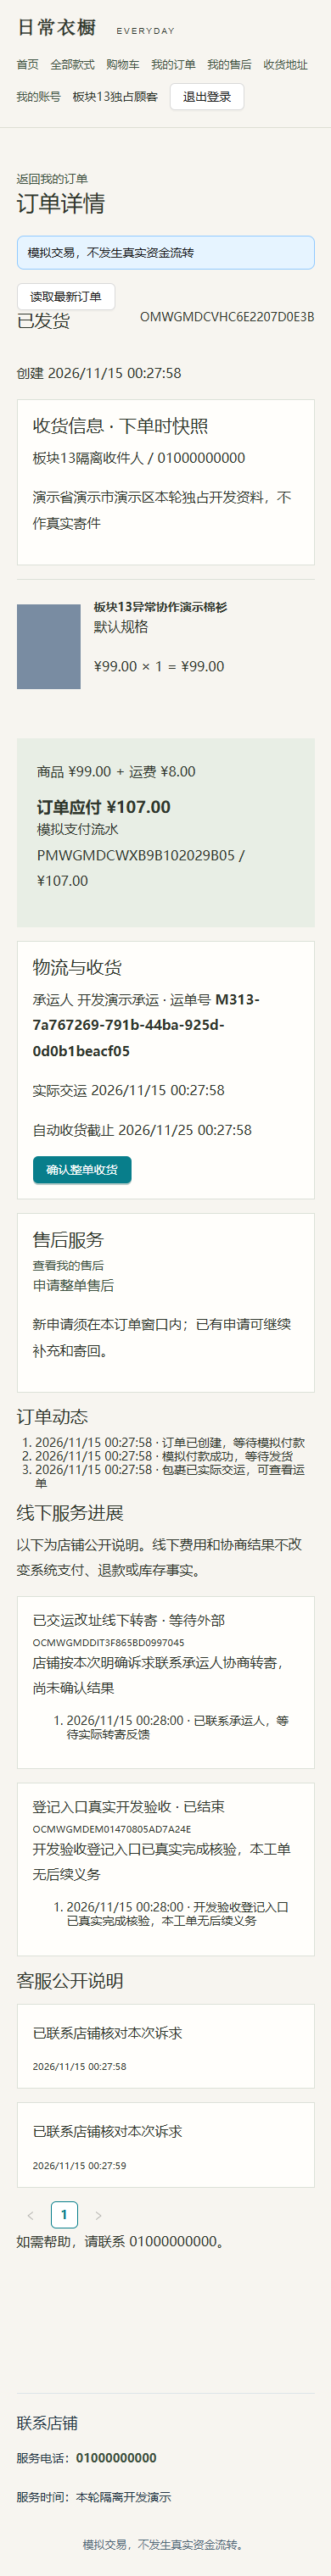 日常衣橱 EVERYDAY
首页 全部款式 购物车 我的订单 我的售后 收货地址
我的账号 板块13独占顾客 退出登录
返回我的订单
订单详情
模拟交易，不发生真实资金流转
读取最新订单
已发货 OMWGMDCVHC6E2207D0E3B
创建 2026/11/15 00:27:58
收货信息 · 下单时快照
板块13隔离收件人 / 01000000000
演示省演示市演示区本轮独占开发资料，不
作真实寄件
板块13异常协作演示棉衫
默认规格
¥99.00 × 1 = ¥99.00
商品 ¥99.00 + 运费 ¥8.00
订单应付 ¥107.00
模拟支付流水
PMWGMDCWXB9B102029B05 /
¥107.00
物流与收货
承运人 开发演示承运 · 运单号 M313-
7a767269-791b-44ba-925d-
0d0b1beacf05
实际交运 2026/11/15 00:27:58
自动收货截止 2026/11/25 00:27:58
确认整单收货
售后服务
查看我的售后
申请整单售后
新申请须在本订单窗口内；已有申请可继续
补充和寄回。
订单动态
1. 2026/11/15 00:27:58 · 订单已创建，等待模拟付款
2. 2026/11/15 00:27:58 · 模拟付款成功，等待发货
3. 2026/11/15 00:27:58 · 包裹已实际交运，可查看运
单
线下服务进展
以下为店铺公开说明。线下费用和协商结果不改
变系统支付、退款或库存事实。
已交运改址线下转寄 · 等待外部
OCMWGMDDIT3F865BD0997045
店铺按本次明确诉求联系承运人协商转寄，
尚未确认结果
1. 2026/11/15 00:28:00 · 已联系承运人，等
待实际转寄反馈
登记入口真实开发验收 · 已结束
OCMWGMDEM01470805AD7A24E
开发验收登记入口已真实完成核验，本工单
无后续义务
1. 2026/11/15 00:28:00 · 开发验收登记入口
已真实完成核验，本工单无后续义务
客服公开说明
已联系店铺核对本次诉求
2026/11/15 00:27:58
已联系店铺核对本次诉求
2026/11/15 00:27:59
< 1 >
如需帮助，请联系 01000000000。
联系店铺
服务电话：01000000000
服务时间：本轮隔离开发演示
模拟交易，不发生真实资金流转。